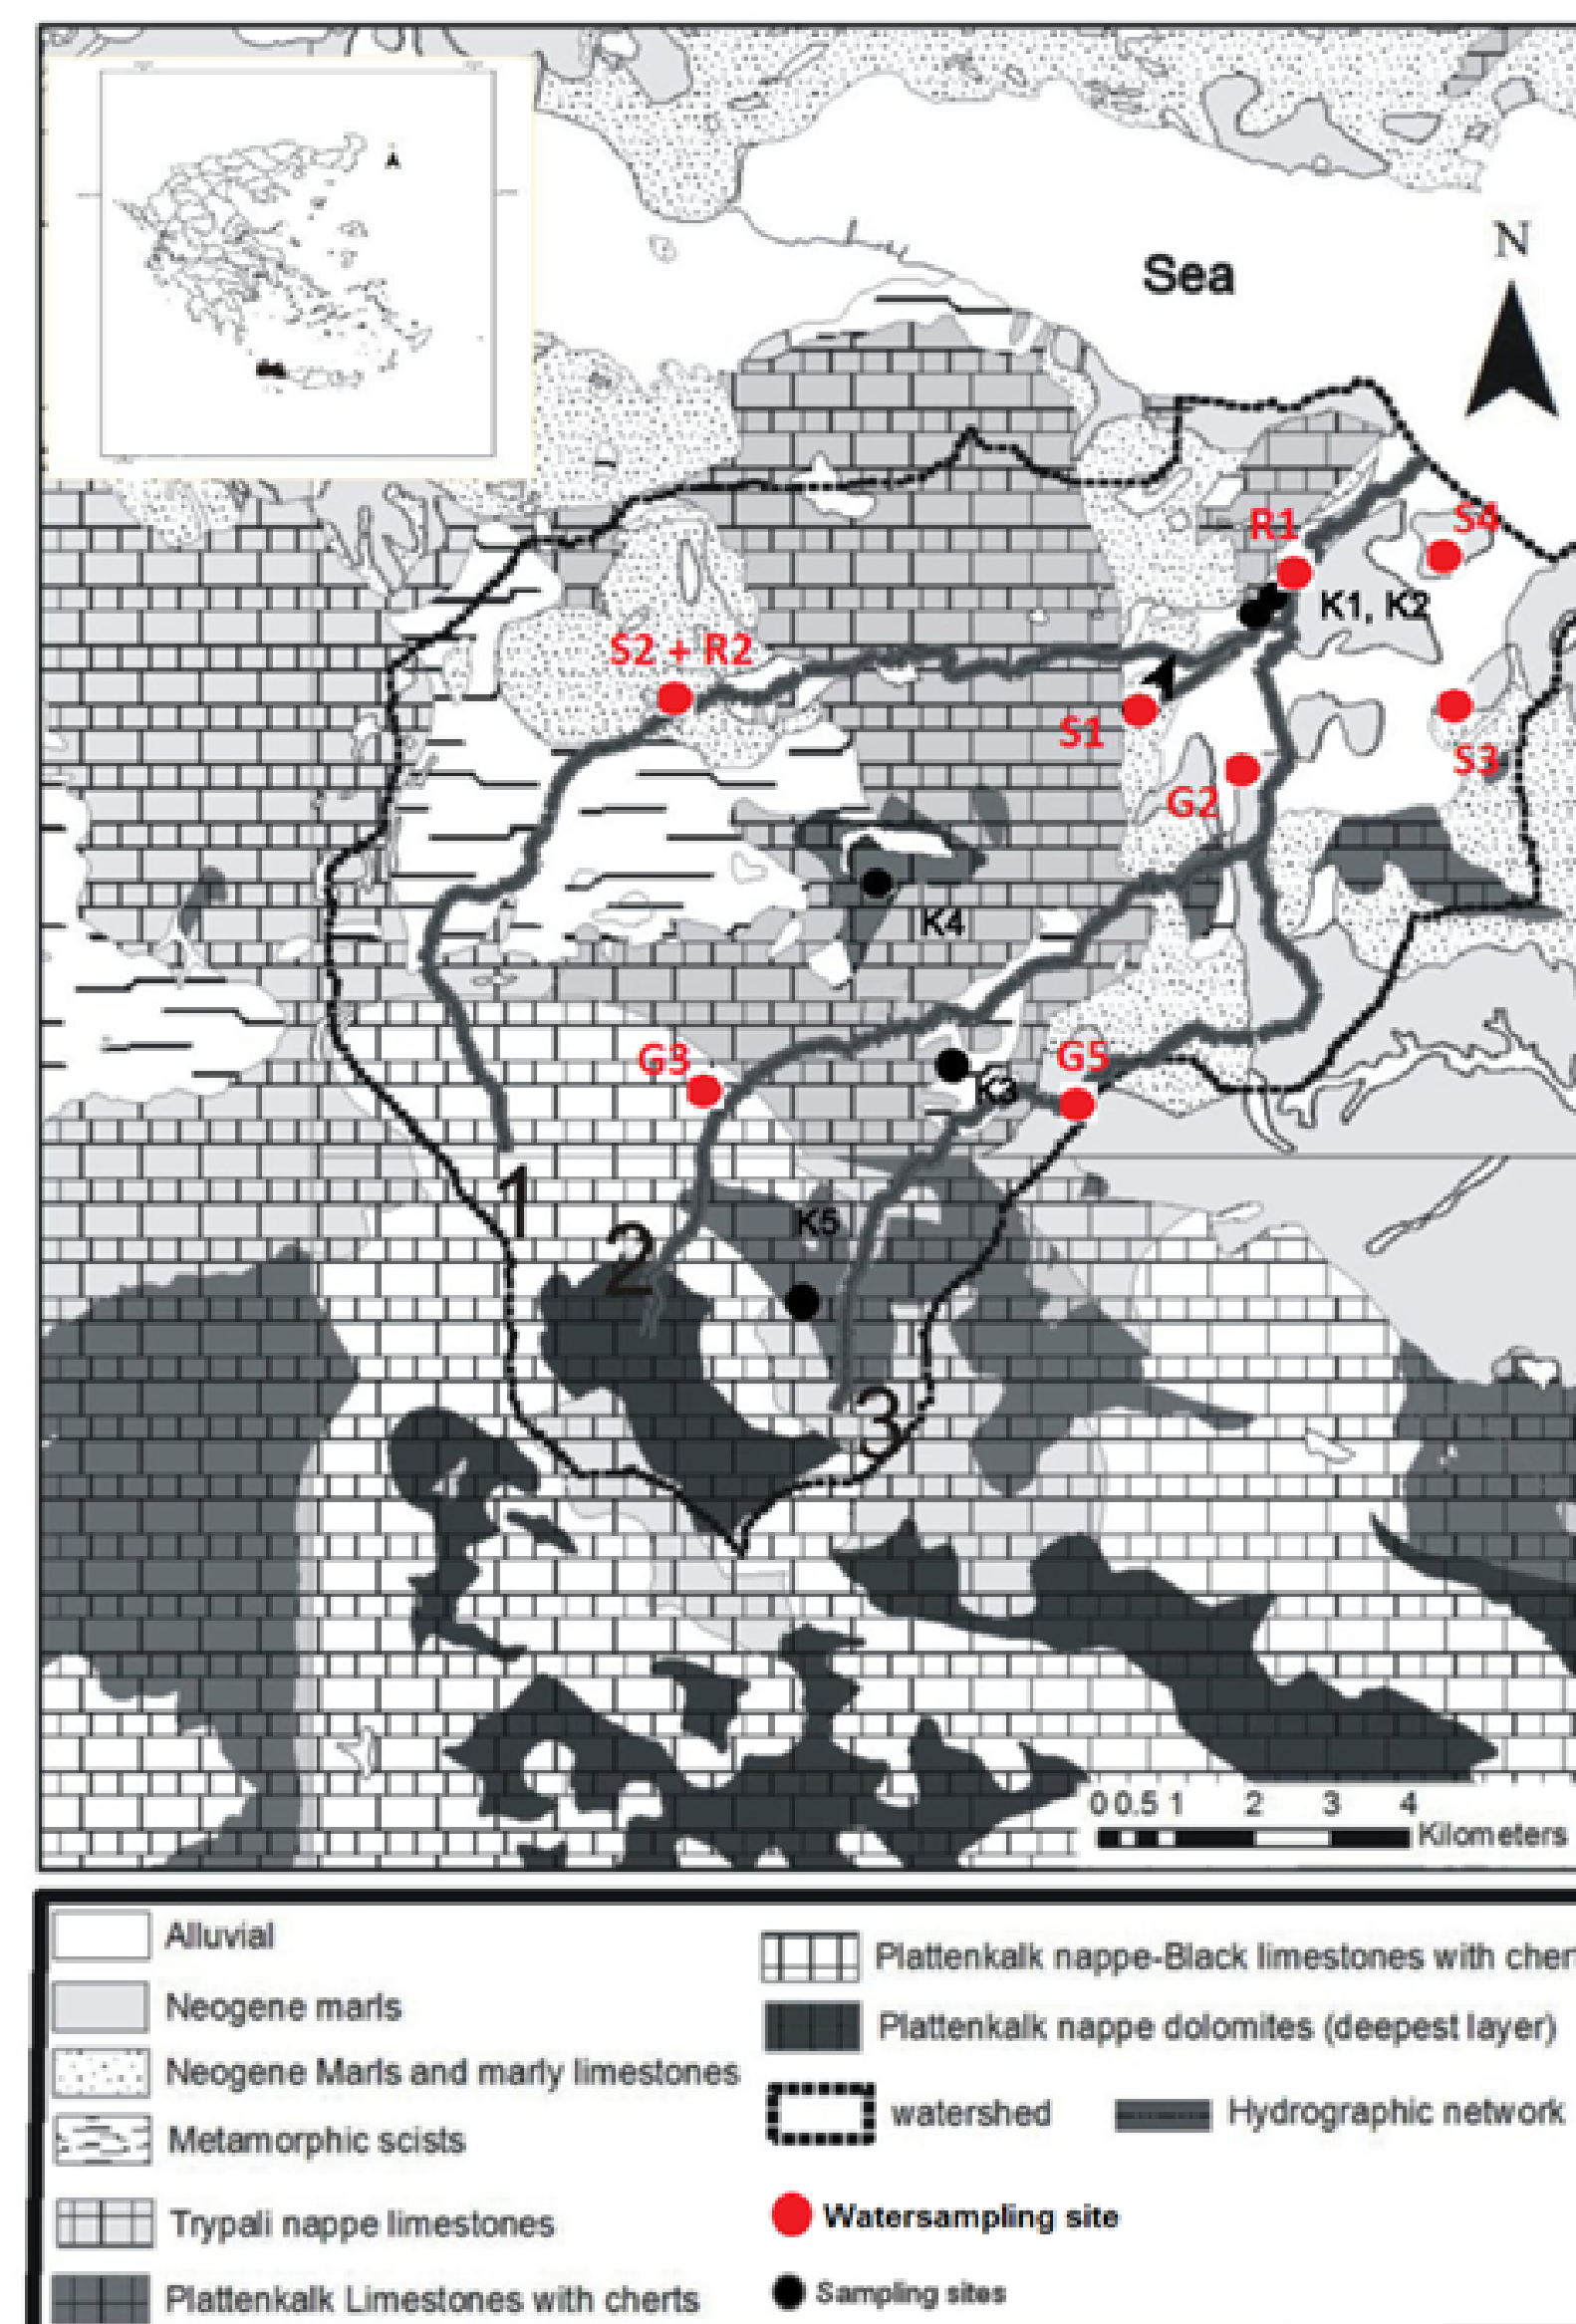 Sea
N
S4
R1
K1, K2
S2 + R2
S1
S3
G2
K4
G3
G5
K3
1
K5
2
3
0 0.5 1 2 3 4
Kilometers
Alluvial
Neogene marls
Neogene Marls and marly limestones
Metamorphic scists
Trypali nappe limestones
Plattenkalk Limestones with cherts
Plattenkalk nappe-Black limestones with cher
Plattenkalk nappe dolomites (deepest layer)
watershed
Hydrographic network
Watersampling site
Sampling sites